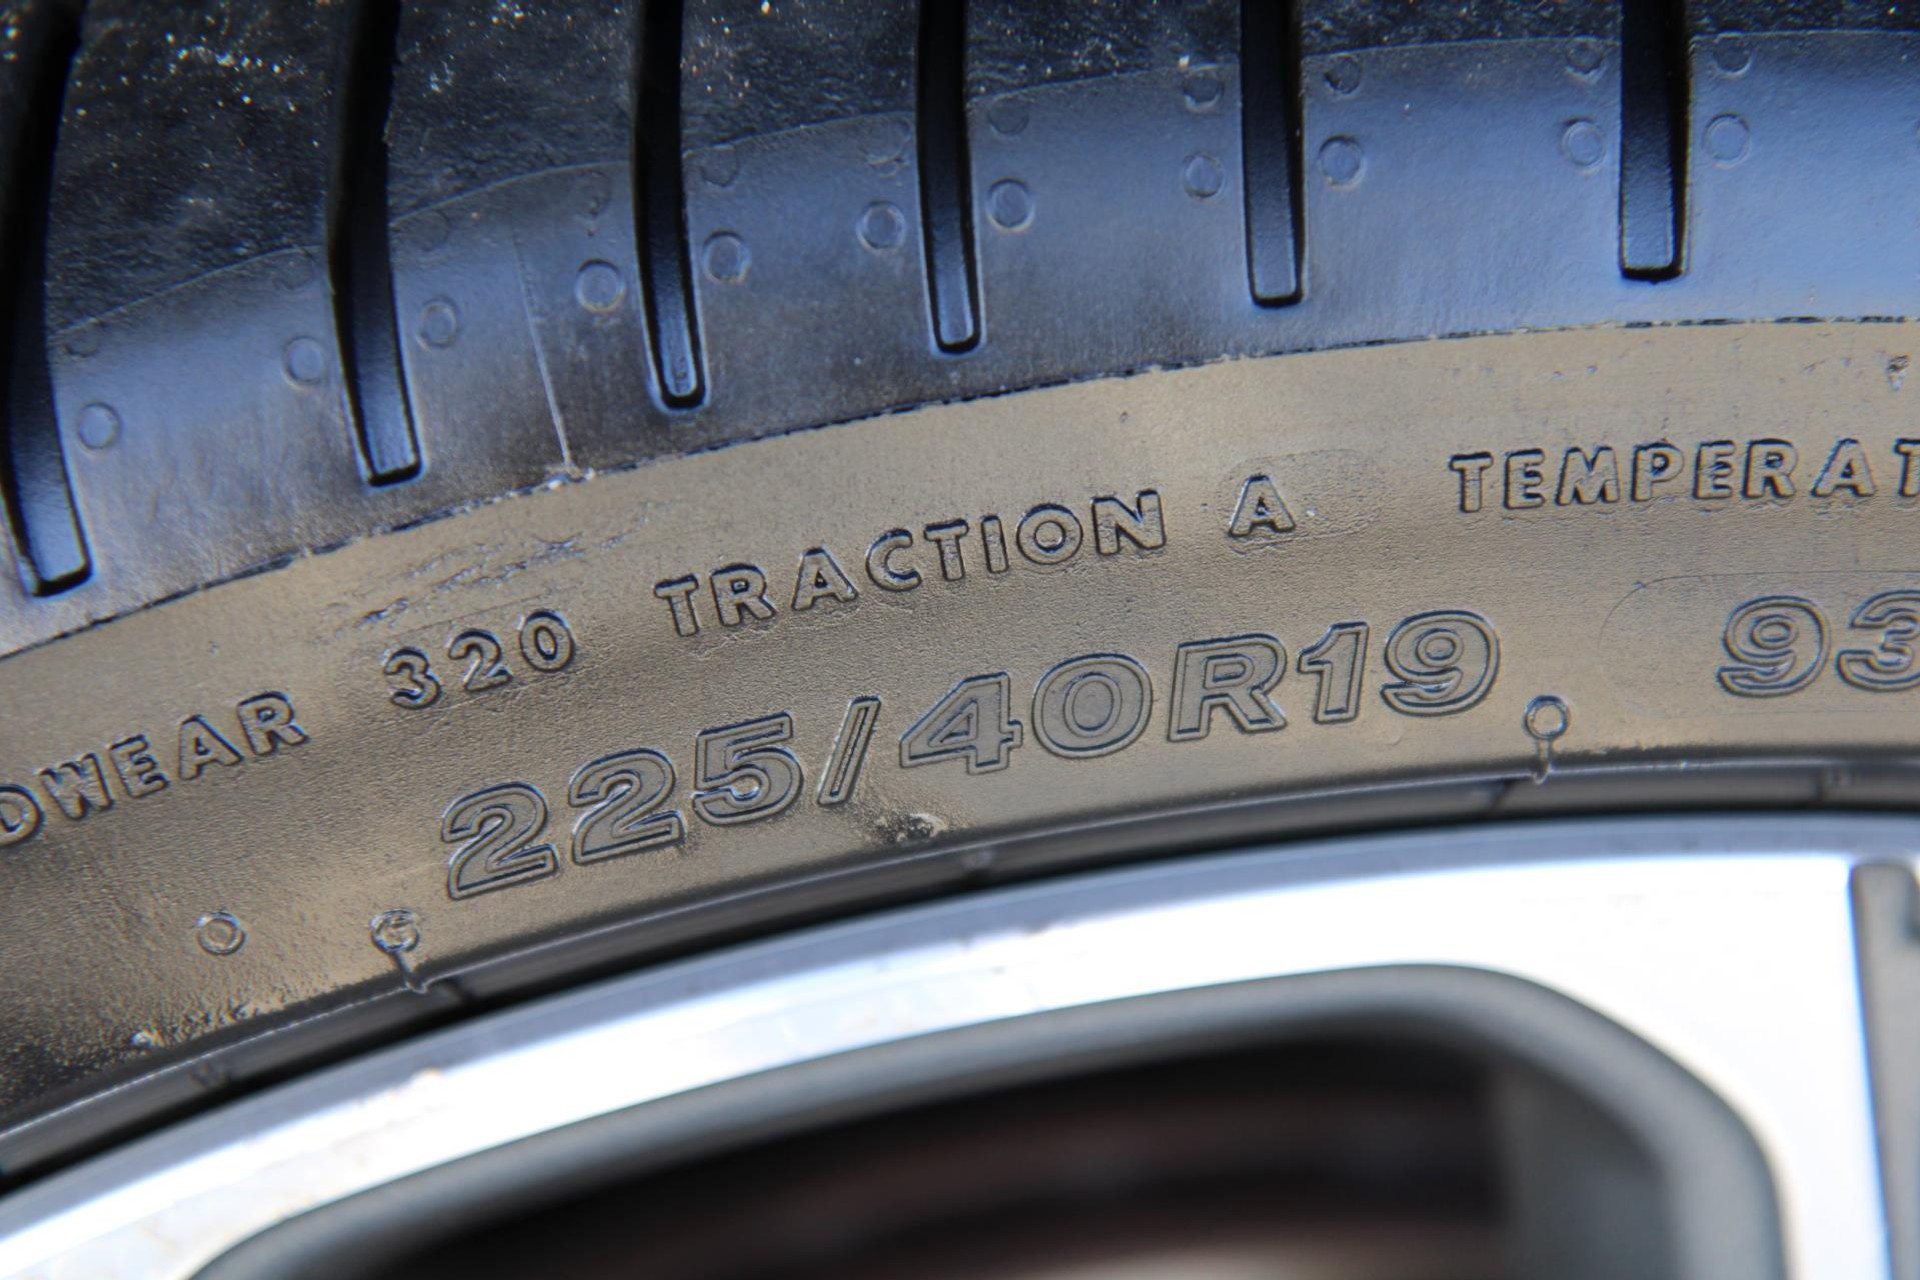 DWEAR 320 TRACTION A TEMPERAT
225/40R19 93